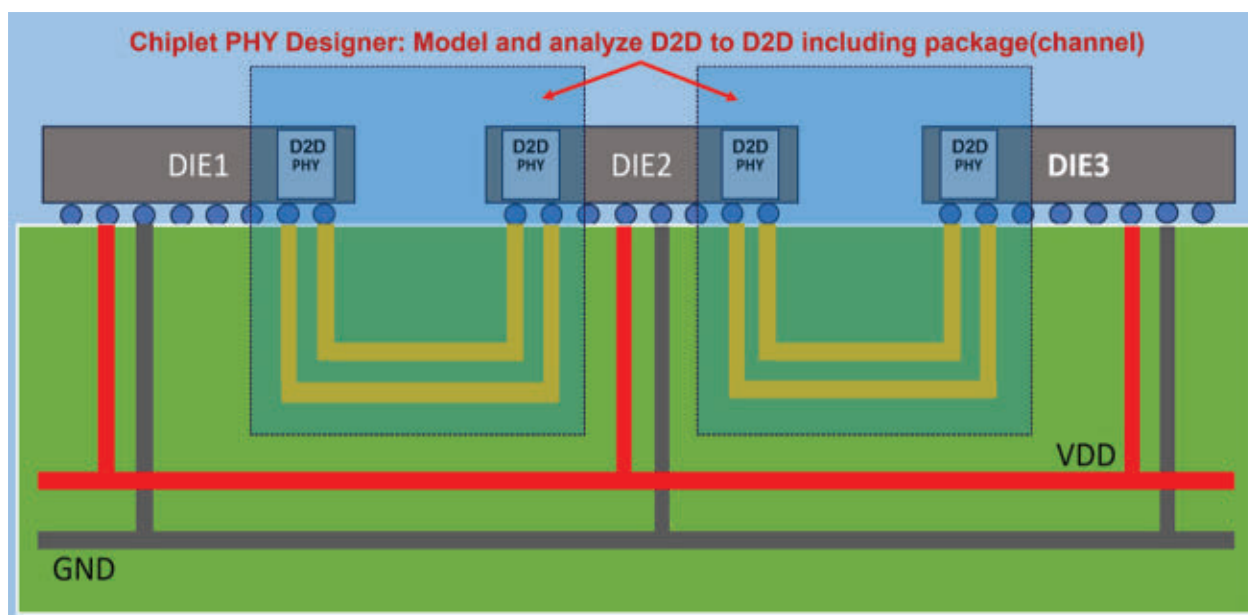 Chiplet PHY Designer: Model and analyze D2D to D2D including package(channel)
DIE1
D2D
PHY
D2D
PHY
DIE2
D2D
PHY
D2D
PHY
DIE3
VDD
GND